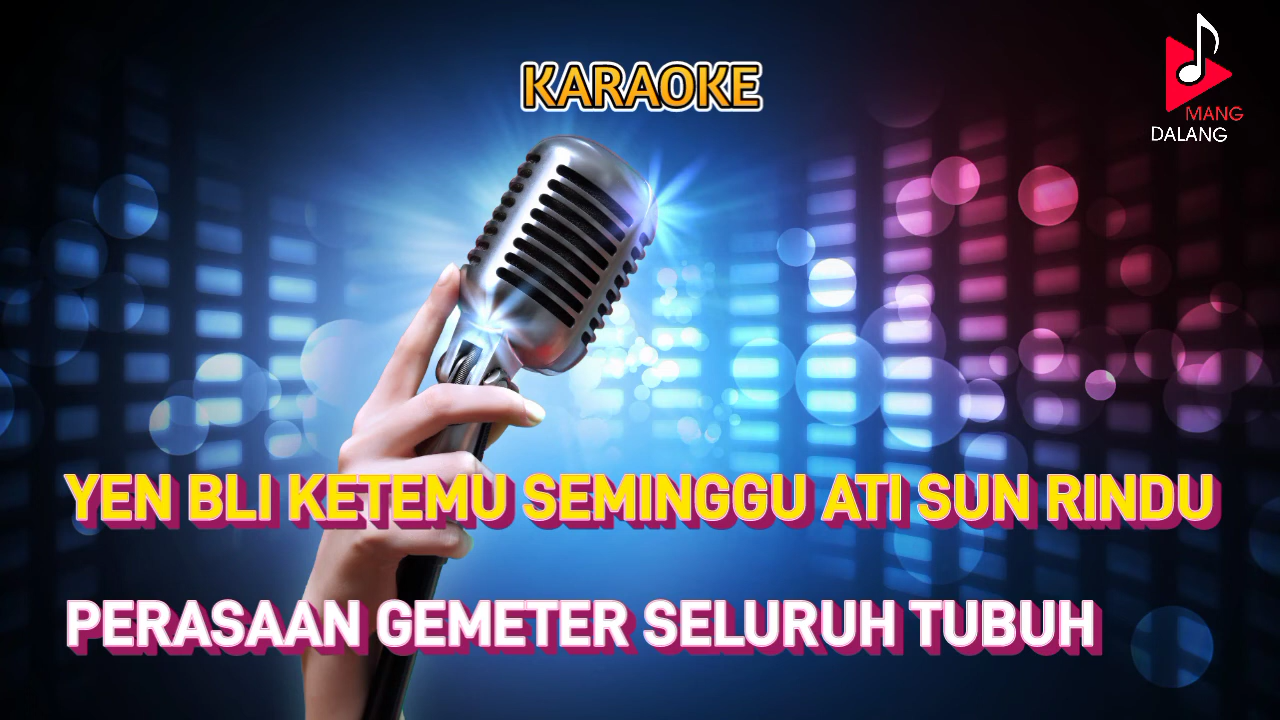 KARAOKE
MANG
DALANG
YEN BLI KETEMU SEMINGGU ATI SUN RINDU
PERASAAN GEMETER SELURUH TUBUH